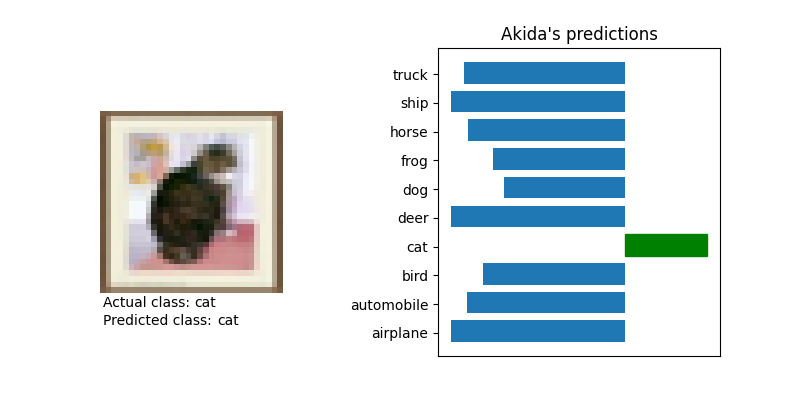 Akida's predictions
truck
ship
horse
frog
dog
deer
cat
bird
automobile
airplane
Actual class: cat
Predicted class: cat